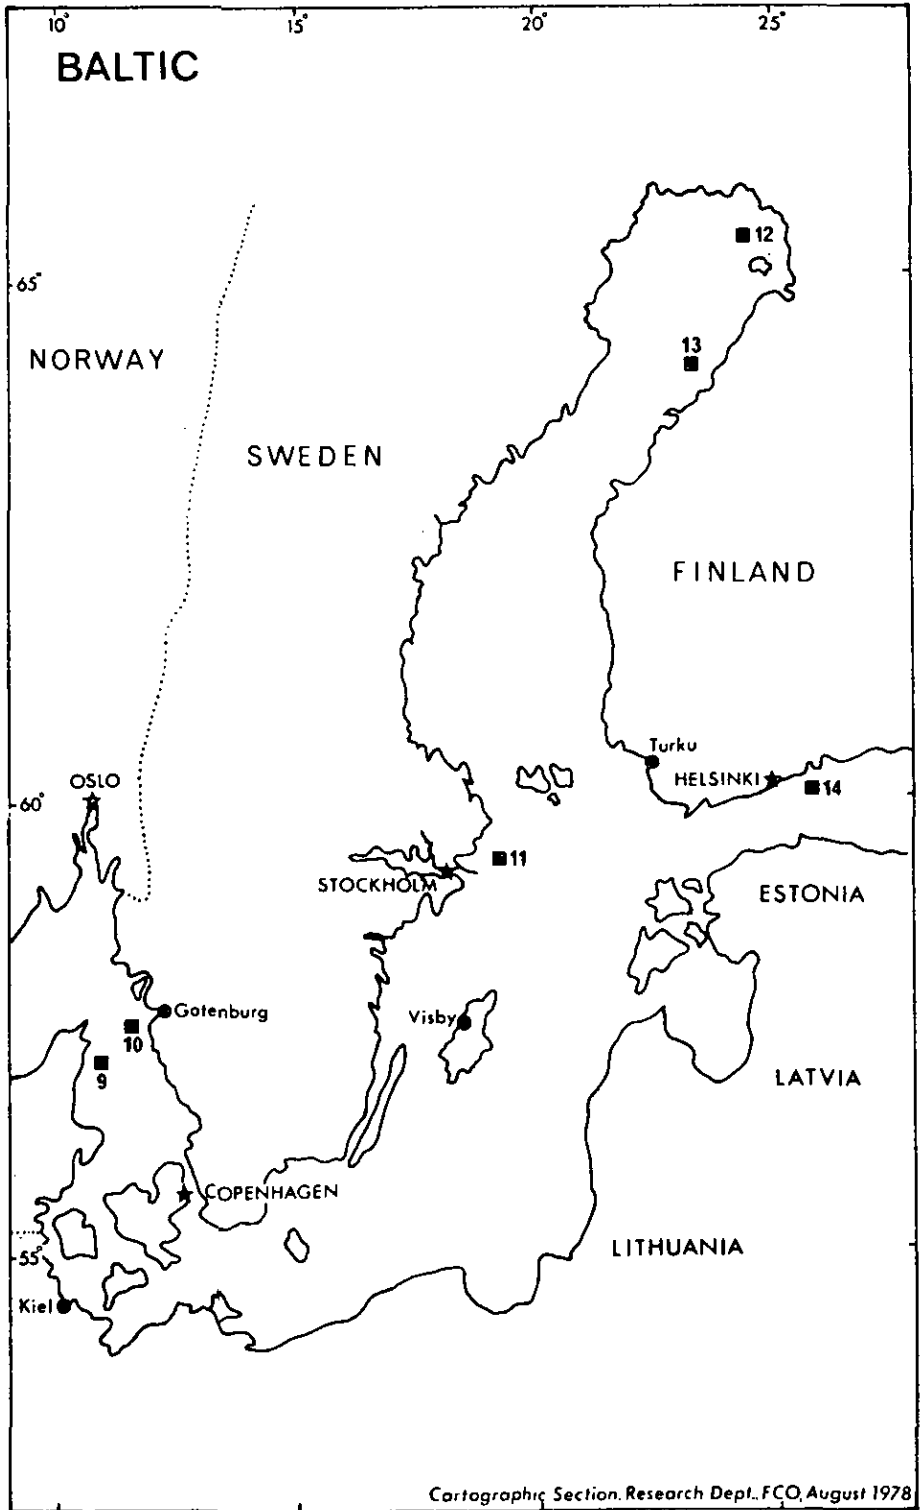 10° 15° 20° 25°
BALTIC
12
65°
13
NORWAY
SWEDEN
FINLAND
Turku
OSLO
HELSINKI
14
60°
11
STOCKHOLM
ESTONIA
Gotenburg
Visby
10
9
LATVIA
COPENHAGEN
LITHUANIA
55°
Kiel
Cartographic Section. Research Dept., FCO, August 1978